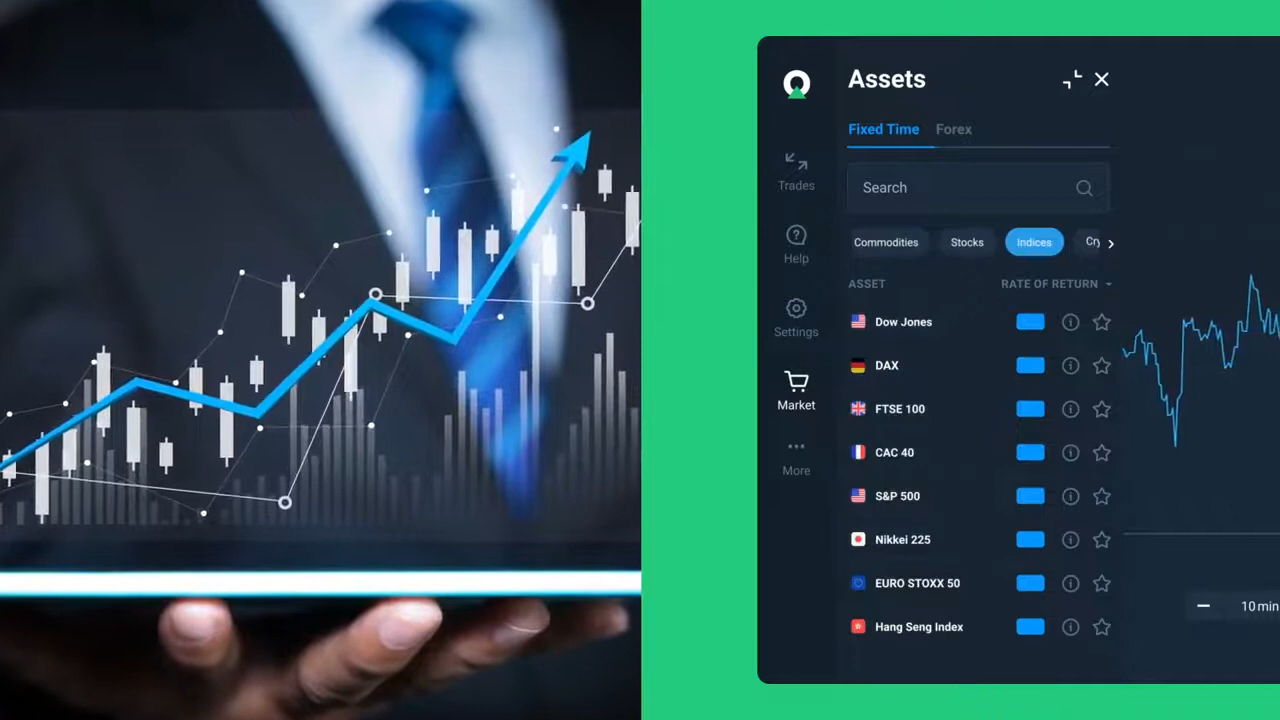 Assets
Fixed Time Forex
Search
Commodities Stocks Indices Cry
ASSET RATE OF RETURN
Dow Jones
DAX
FTSE 100
CAC 40
S&P 500
Nikkei 225
EURO STOXX 50
Hang Seng Index
Trades
Help
Settings
Market
More
10 min